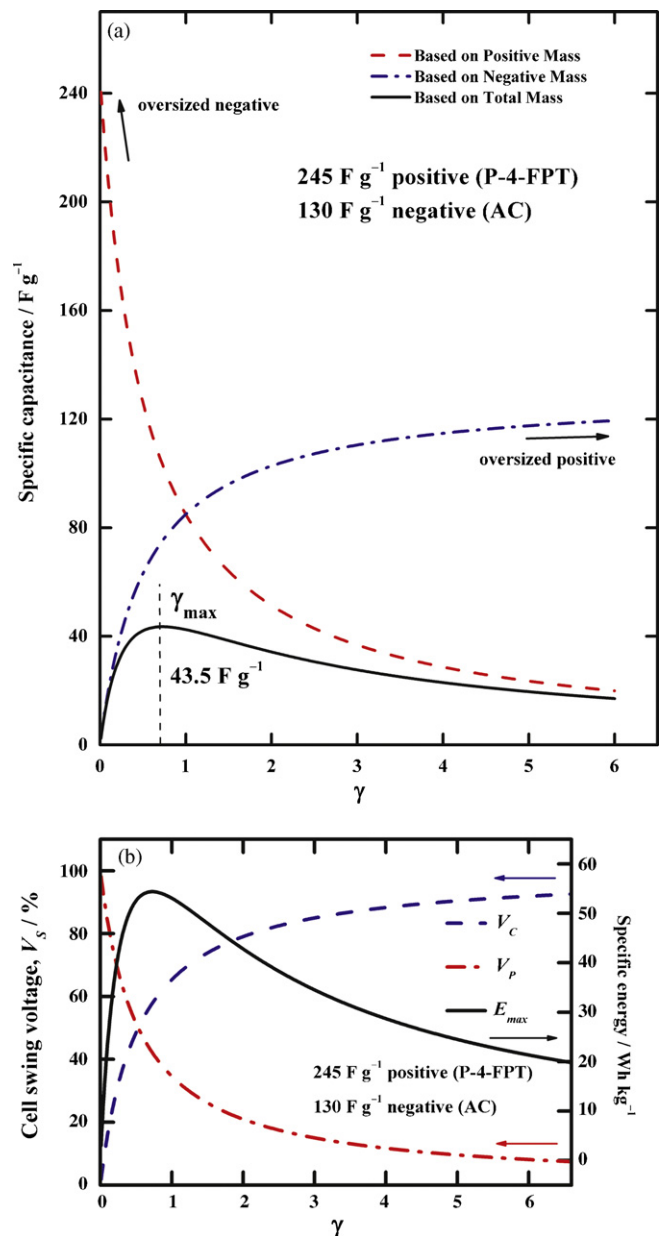 (a)
Based on Positive Mass
Based on Negative Mass
Based on Total Mass
oversized negative
245 F g⁻¹ positive (P-4-FPT)
130 F g⁻¹ negative (AC)
oversized positive
γmax
43.5 F g⁻¹
Specific capacitance / F g⁻¹
240
200
160
120
80
40
0
0 1 2 3 4 5 6
γ
(b)
Cell swing voltage, VS / %
100
80
60
40
20
0
VC
VP
Emax
245 F g⁻¹ positive (P-4-FPT)
130 F g⁻¹ negative (AC)
60
50
40
30
20
10
0
Specific energy / Wh kg⁻¹
0 1 2 3 4 5 6
γ